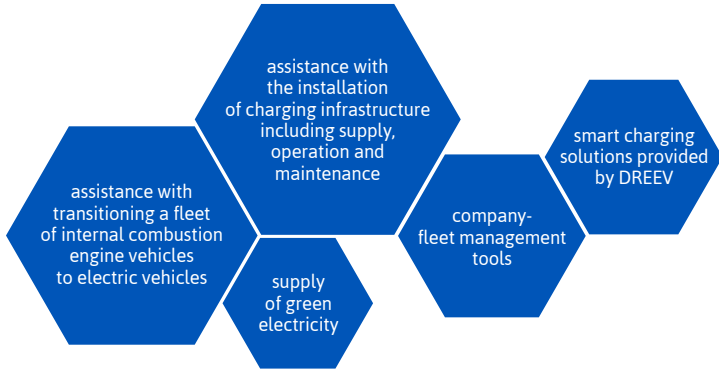 assistance with
transitioning a fleet
of internal combustion
engine vehicles
to electric vehicles
assistance with
the installation
of charging infrastructure
including supply,
operation and
maintenance
supply
of green
electricity
company-
fleet management
tools
smart charging
solutions provided
by DREEV